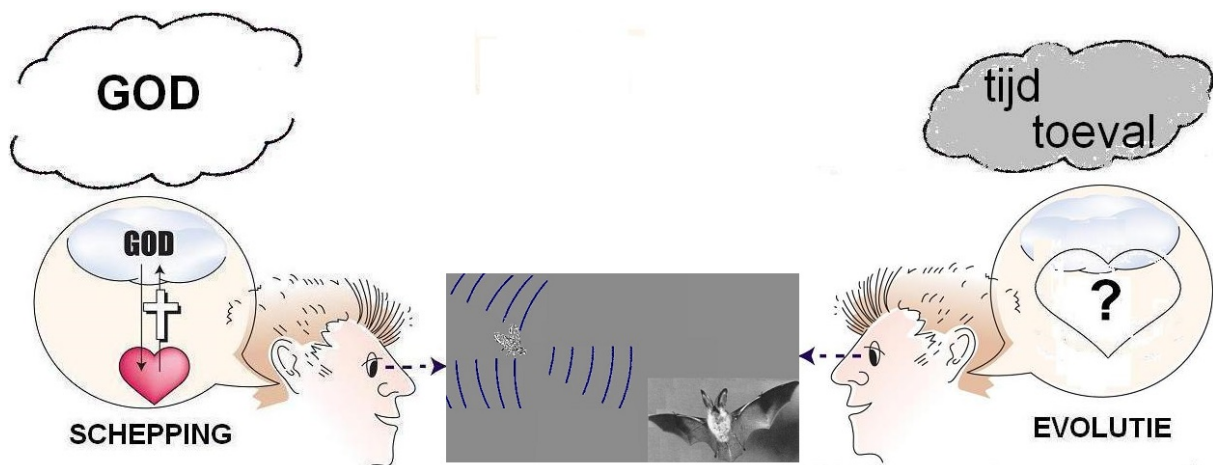 GOD
tijd
toeval
GOD
?
SCHEPPING
EVOLUTIE